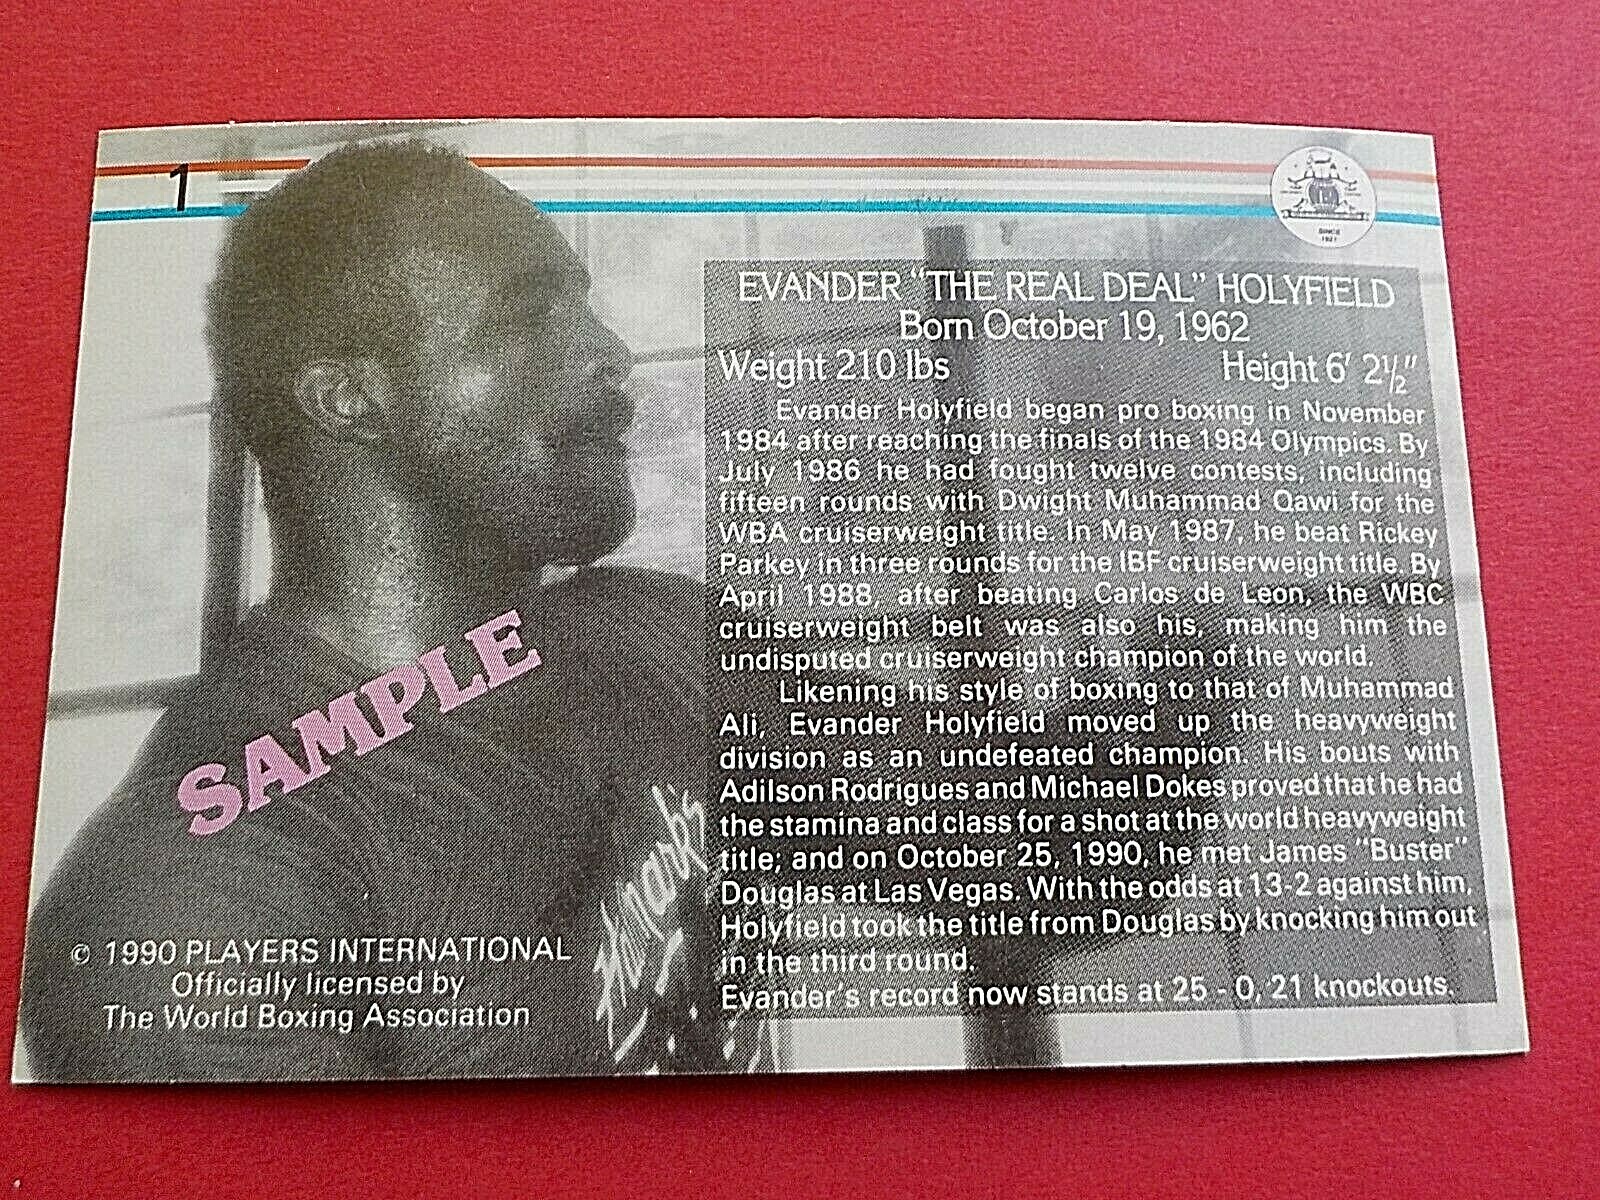 1
SINCE
1921
EVANDER "THE REAL DEAL" HOLYFIELD
Born October 19, 1962
Weight 210 lbs Height 6' 2½"
Evander Holyfield began pro boxing in November
1984 after reaching the finals of the 1984 Olympics. By
July 1986 he had fought twelve contests, including
fifteen rounds with Dwight Muhammad Qawi for the
WBA cruiserweight title. In May 1987, he beat Rickey
Parkey in three rounds for the IBF cruiserweight title. By
April 1988, after beating Carlos de Leon, the WBC
cruiserweight belt was also his, making him the
undisputed cruiserweight champion of the world.
Likening his style of boxing to that of Muhammad
Ali, Evander Holyfield moved up the heavyweight
division as an undefeated champion. His bouts with
Adilson Rodrigues and Michael Dokes proved that he had
the stamina and class for a shot at the world heavyweight
title; and on October 25, 1990, he met James "Buster"
Douglas at Las Vegas. With the odds at 13-2 against him,
Holyfield took the title from Douglas by knocking him out
in the third round.
Evander's record now stands at 25 - 0, 21 knockouts.
SAMPLE
© 1990 PLAYERS INTERNATIONAL
Officially licensed by
The World Boxing Association